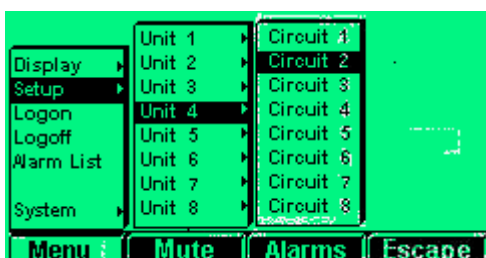 Display
Setup
Logon
Logoff
Alarm List
System
Unit 1
Unit 2
Unit 3
Unit 4
Unit 5
Unit 6
Unit 7
Unit 8
Circuit 1
Circuit 2
Circuit 3
Circuit 4
Circuit 5
Circuit 6
Circuit 7
Circuit 8
Menu
Mute
Alarms
Escape